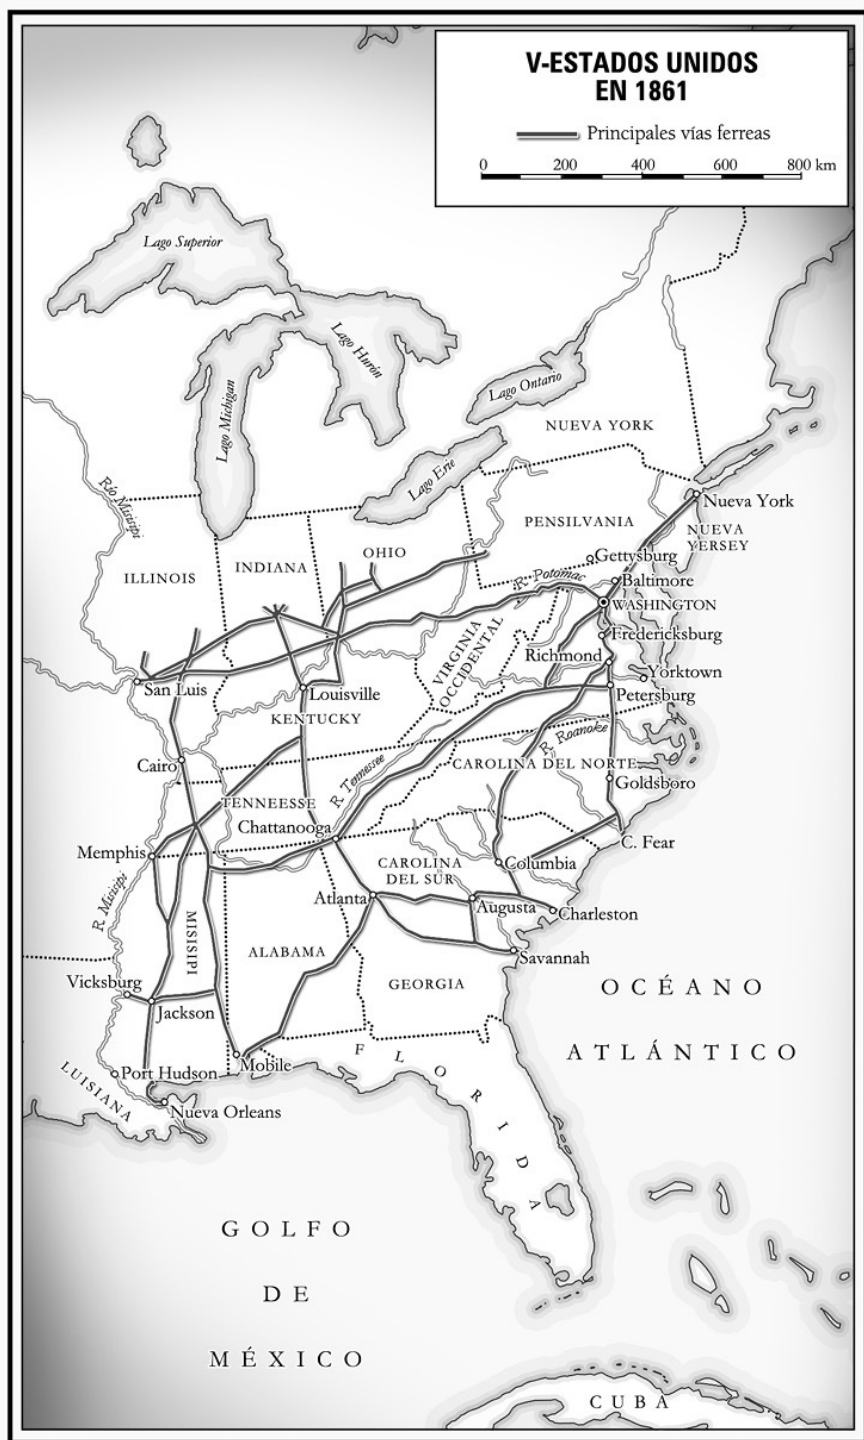 V-ESTADOS UNIDOS
EN 1861
Principales vías ferreas
0 200 400 600 800 km
Lago Superior
Lago Hurón
Lago Michigan
Lago Ontario
Lago Erie
NUEVA YORK
Río Misisipi
Nueva York
PENSILVANIA
NUEVA
YERSEY
OHIO
INDIANA
ILLINOIS
Gettysburg
R. Potomac
Baltimore
WASHINGTON
VIRGINIA
OCCIDENTAL
Fredericksburg
Richmond
Yorktown
San Luis
Louisville
Petersburg
KENTUCKY
R. Roanoke
R. Tennessee
CAROLINA DEL NORTE
Cairo
Goldsboro
TENNEESSE
Chattanooga
C. Fear
Memphis
CAROLINA
DEL SUR
Columbia
R. Misisipi
Atlanta
Augusta
Charleston
MISISIPI
ALABAMA
Savannah
GEORGIA
Vicksburg
Jackson
OCÉANO
ATLÁNTICO
FLORIDA
Mobile
Port Hudson
LUISIANA
Nueva Orleans
GOLFO
DE
MÉXICO
CUBA